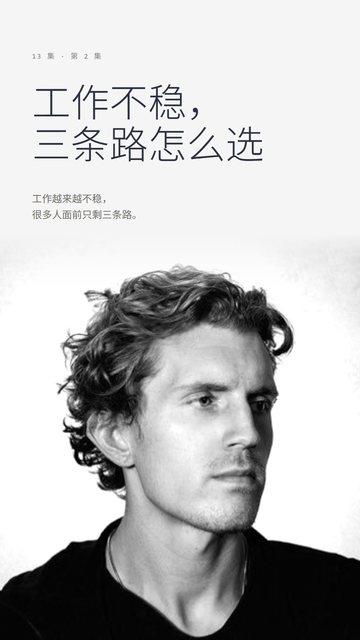 13 集 · 第 2 集
工作不稳，
三条路怎么选
工作越来越不稳，
很多人面前只剩三条路。